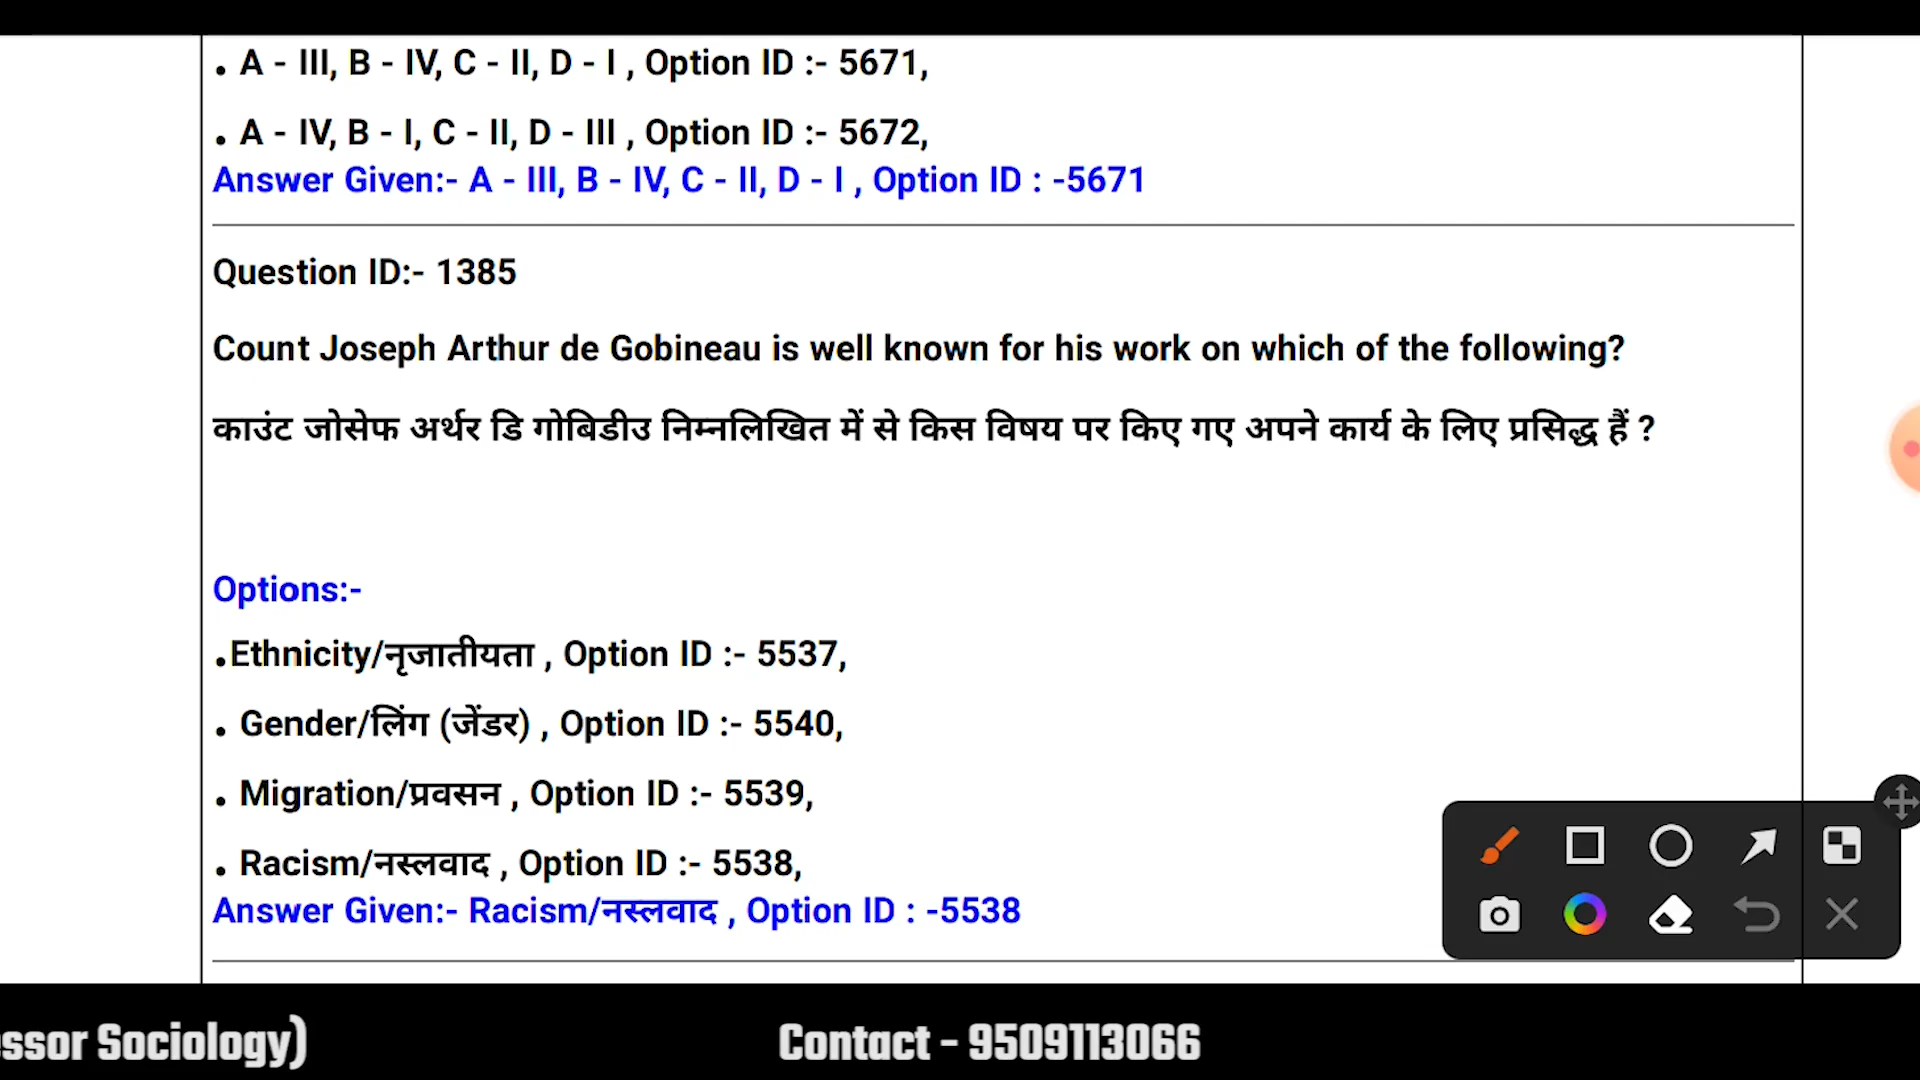 . A - III, B - IV, C - II, D - I , Option ID :- 5671,
. A - IV, B - I, C - II, D - III , Option ID :- 5672,
Answer Given:- A - III, B - IV, C - II, D - I , Option ID : -5671
Question ID:- 1385
Count Joseph Arthur de Gobineau is well known for his work on which of the following?
काउंट जोसेफ अर्थर डि गोबिडीउ निम्नलिखित में से किस विषय पर किए गए अपने कार्य के लिए प्रसिद्ध हैं ?
Options:-
.Ethnicity/नृजातीयता , Option ID :- 5537,
. Gender/लिंग (जेंडर) , Option ID :- 5540,
. Migration/प्रवसन , Option ID :- 5539,
. Racism/नस्लवाद , Option ID :- 5538,
Answer Given:- Racism/नस्लवाद , Option ID : -5538
ssor Sociology) Contact - 9509113066